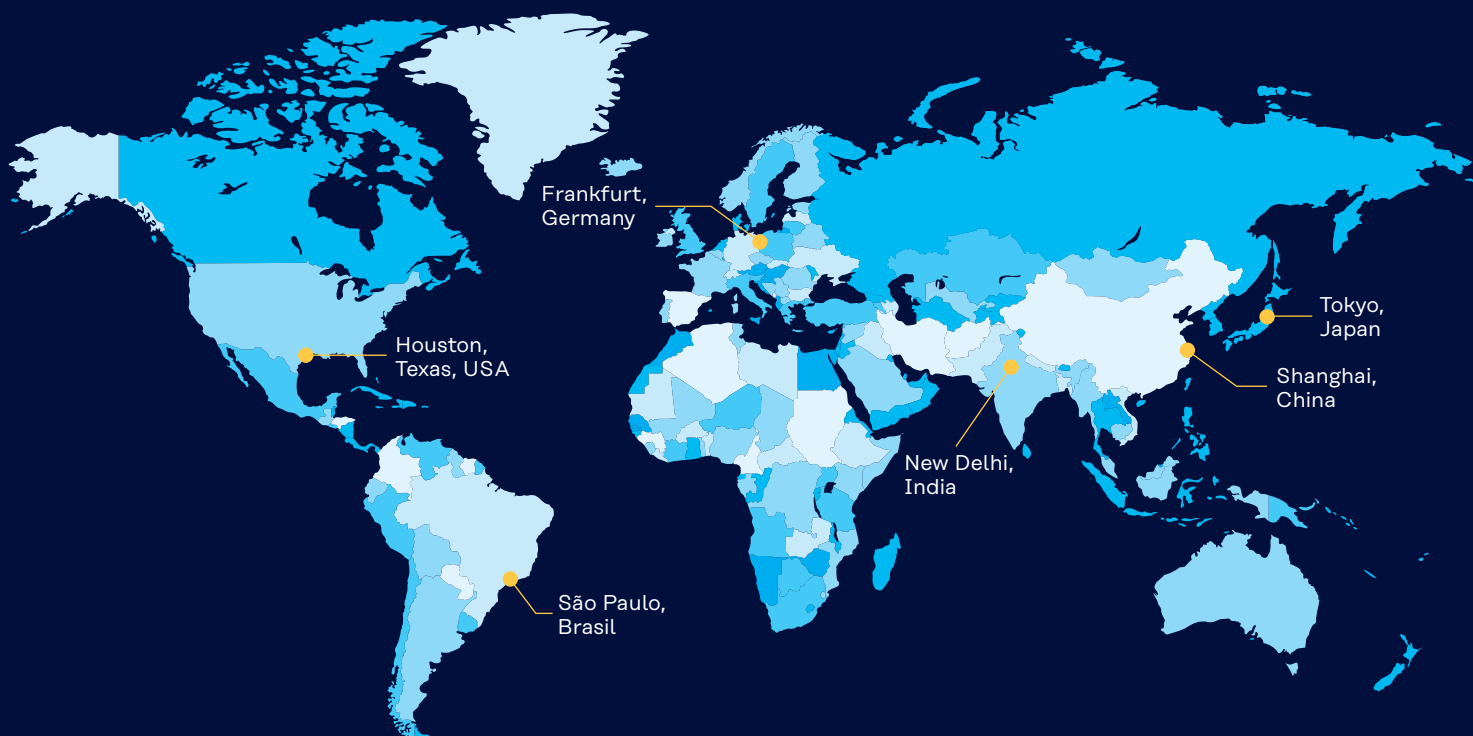 Frankfurt,
Germany
Tokyo,
Japan
Houston,
Texas, USA
Shanghai,
China
New Delhi,
India
São Paulo,
Brasil